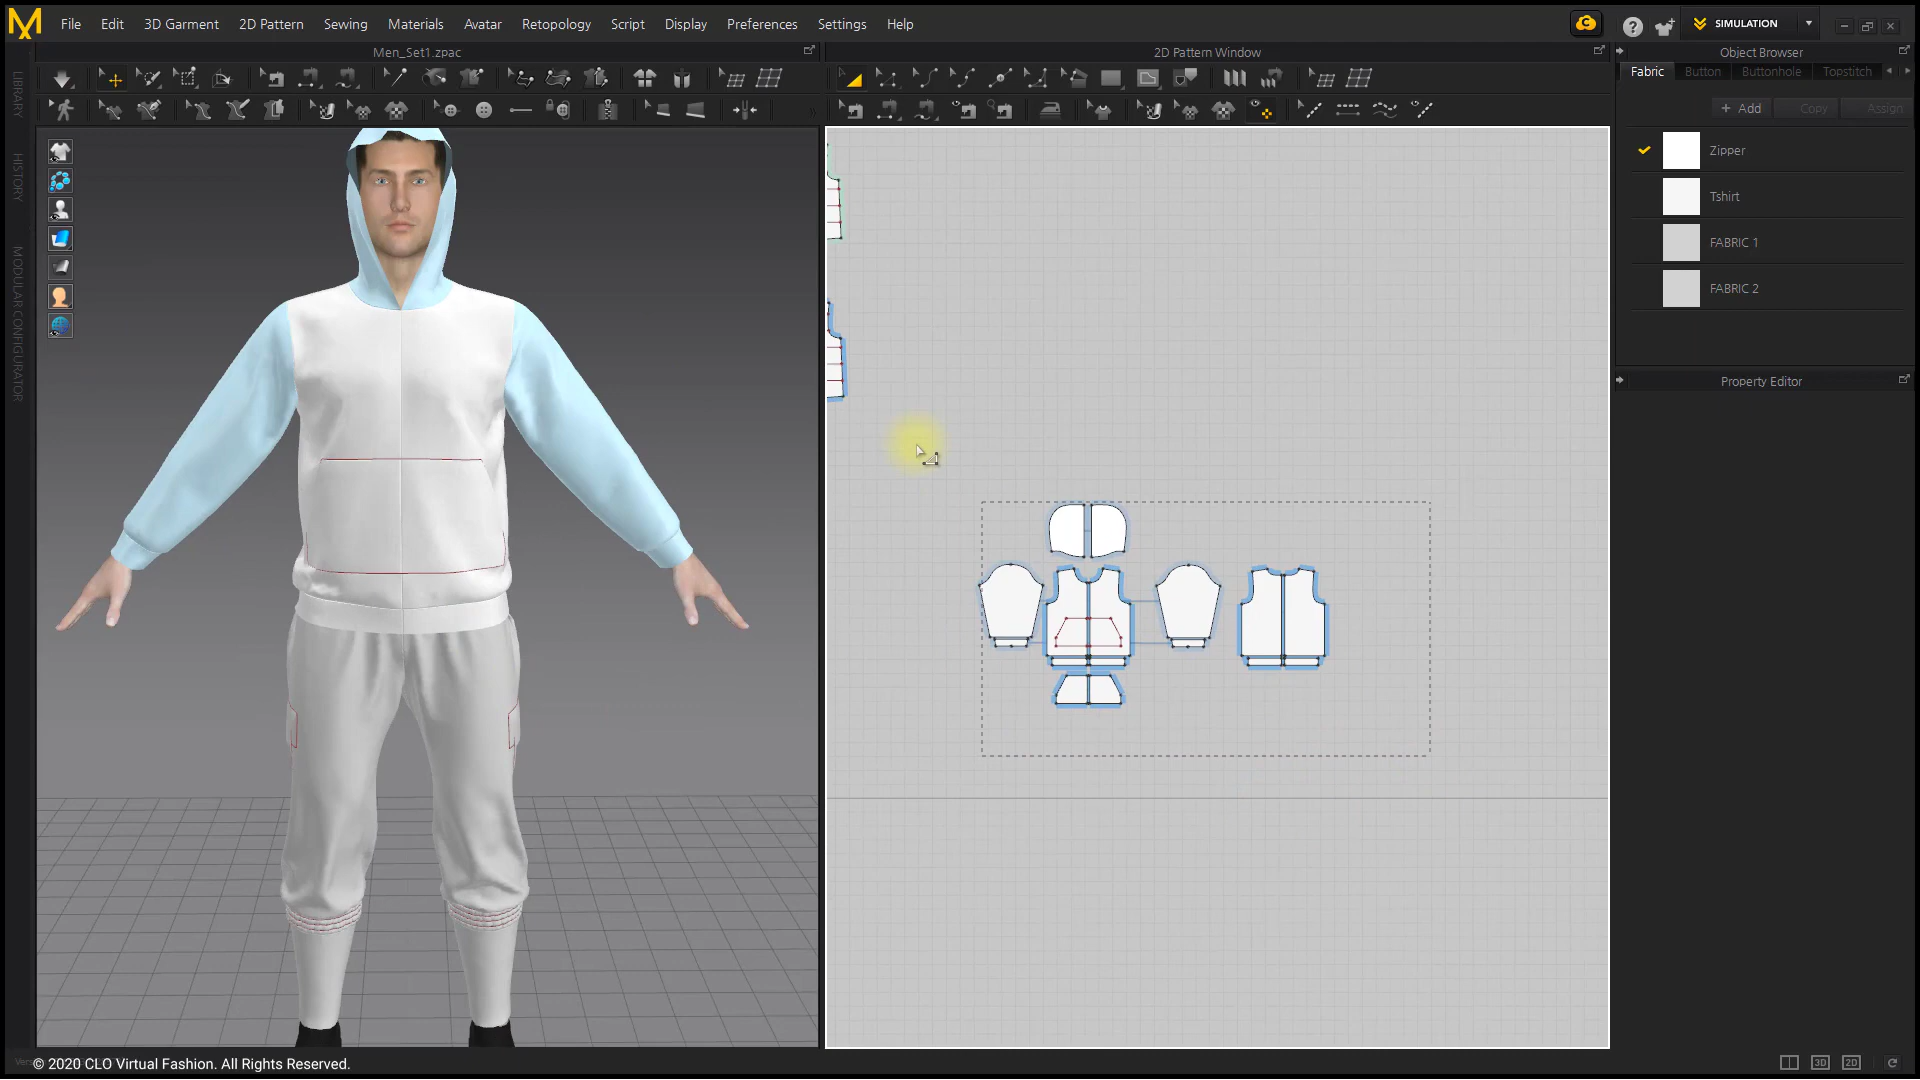 File Edit 3D Garment 2D Pattern Sewing Materials Avatar Retopology Script Display Preferences Settings Help
SIMULATION
Men_Set1.zpac
2D Pattern Window
Object Browser
Fabric Button Buttonhole Topstitch
+ Add Copy Assign
Zipper
Tshirt
FABRIC 1
FABRIC 2
Property Editor
LIBRARY
HISTORY
MODULAR CONFIGURATOR
© 2020 CLO Virtual Fashion. All Rights Reserved.
3D 2D